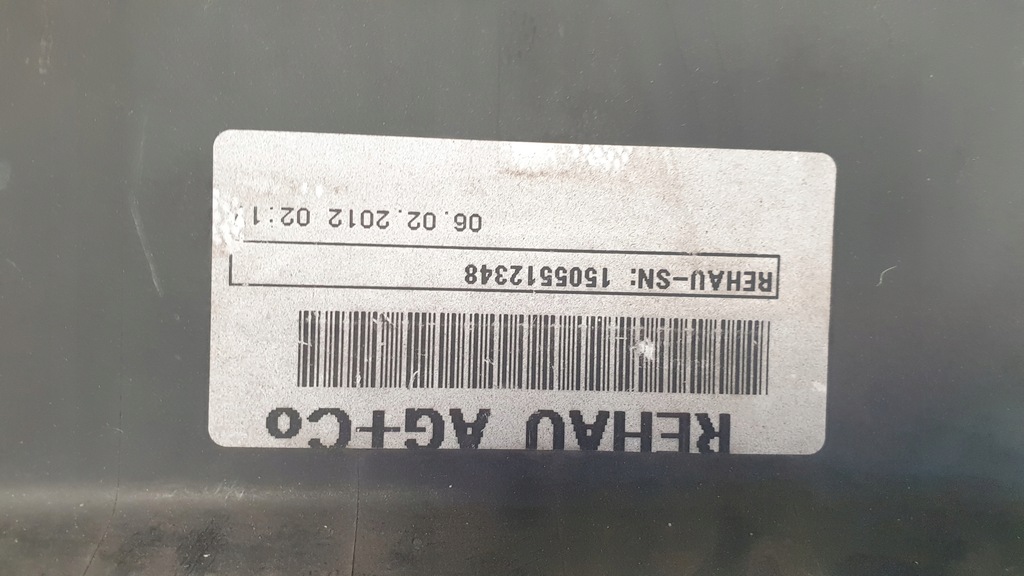 REHAU AG+Co
REHAU-SN: 1505512348
06.02.2012 02:1